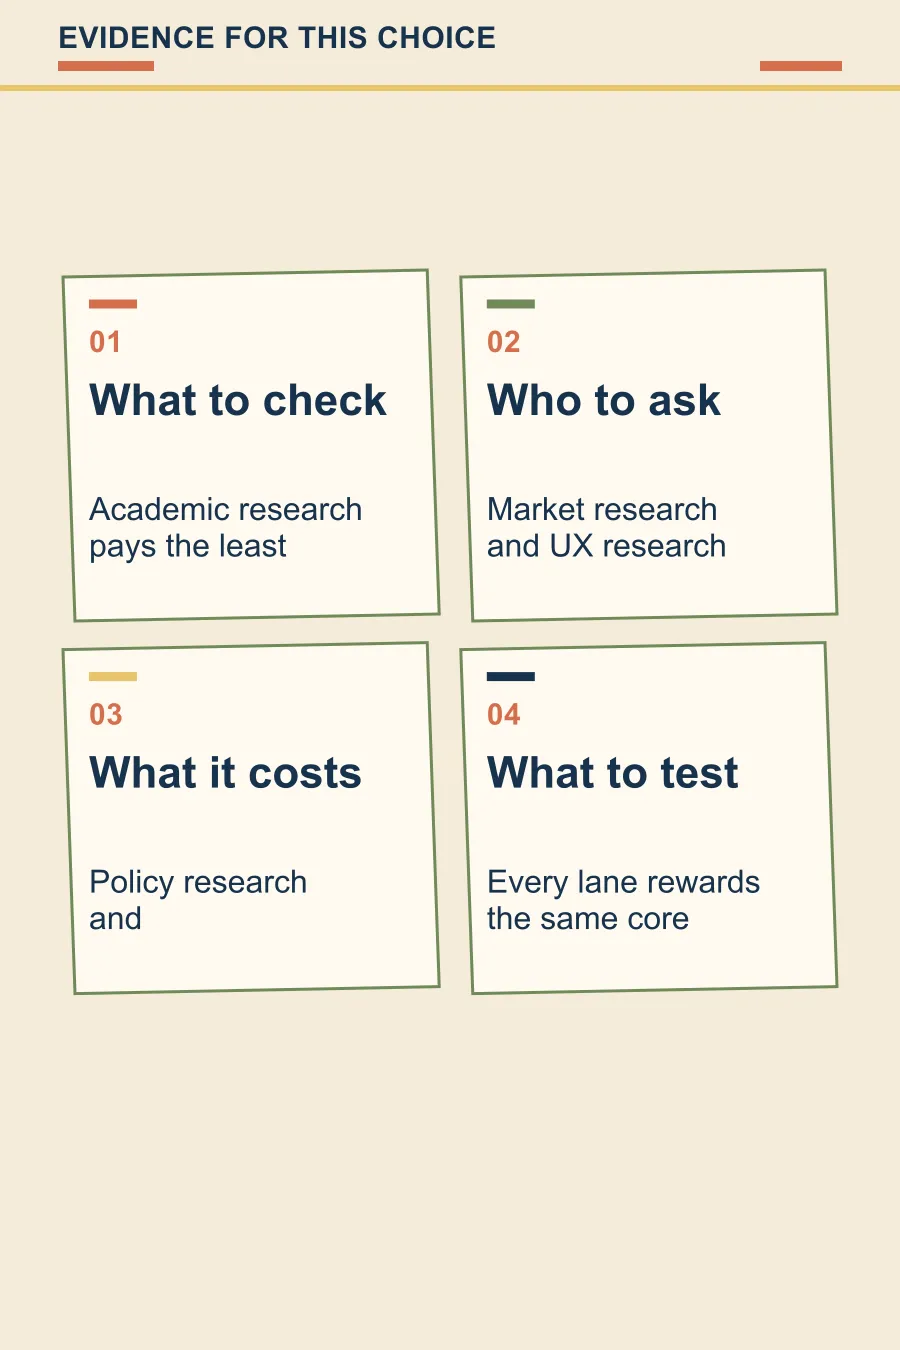 EVIDENCE FOR THIS CHOICE
01
What to check
Academic research
pays the least
02
Who to ask
Market research
and UX research
03
What it costs
Policy research
and
04
What to test
Every lane rewards
the same core